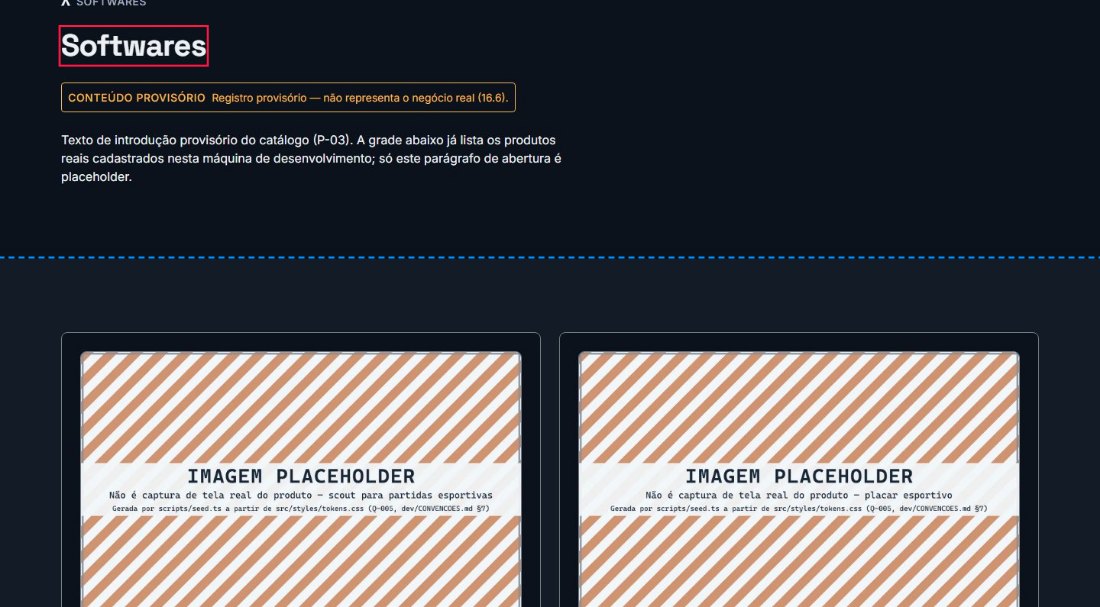 SOFTWARES
Softwares
CONTEÚDO PROVISÓRIO Registro provisório — não representa o negócio real (16.6).
Texto de introdução provisório do catálogo (P-03). A grade abaixo já lista os produtos
reais cadastrados nesta máquina de desenvolvimento; só este parágrafo de abertura é
placeholder.
IMAGEM PLACEHOLDER
Não é captura de tela real do produto — scout para partidas esportivas
Gerada por scripts/seed.ts a partir de src/styles/tokens.css (Q-005, dev/CONVENCOES.md §7)
IMAGEM PLACEHOLDER
Não é captura de tela real do produto — placar esportivo
Gerada por scripts/seed.ts a partir de src/styles/tokens.css (Q-005, dev/CONVENCOES.md §7)